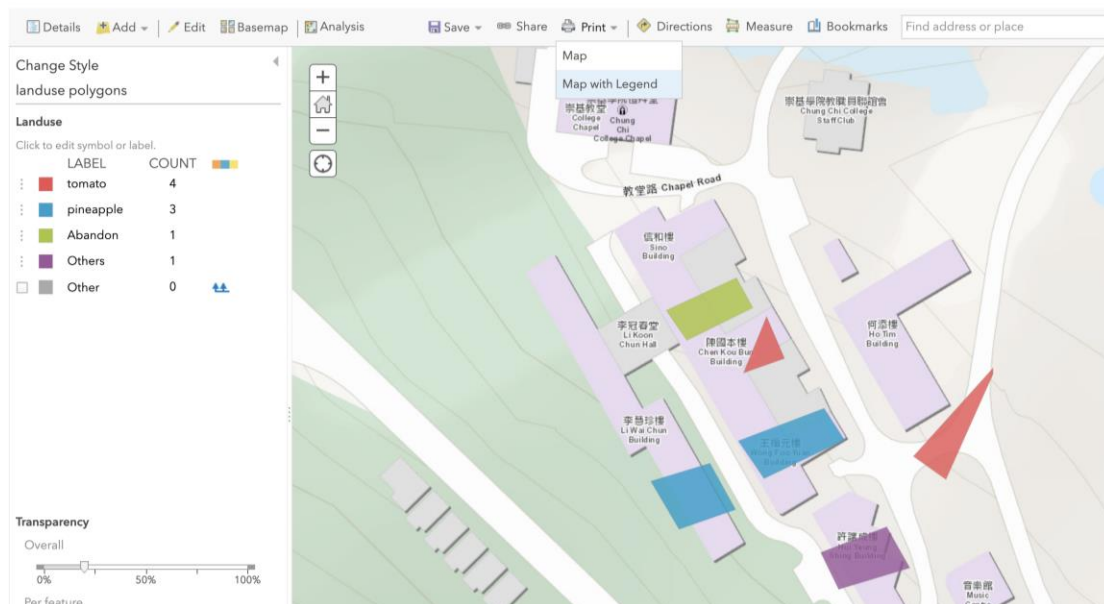 Details Add Edit Basemap Analysis Save Share Print Directions Measure Bookmarks Find address or place
Map
Map with Legend
Change Style
landuse polygons
Landuse
Click to edit symbol or label.
LABEL COUNT
tomato 4
pineapple 3
Abandon 1
Others 1
Other 0
Transparency
Overall
0% 50% 100%
Per feature
崇基教堂
College
Chapel
Chung
Chi
College Chapel
崇基學院教職員聯誼會
Chung Chi College
Staff Club
教堂路 Chapel Road
信和樓
Sino
Building
李冠春堂
Li Koon
Chun Hall
陳國本樓
Chen Kou Bun
Building
何添樓
Ho Tim
Building
李慧珍樓
Li Wai Chun
Building
王福元樓
Wong Foo Yuan
Building
Building
音樂館
Music